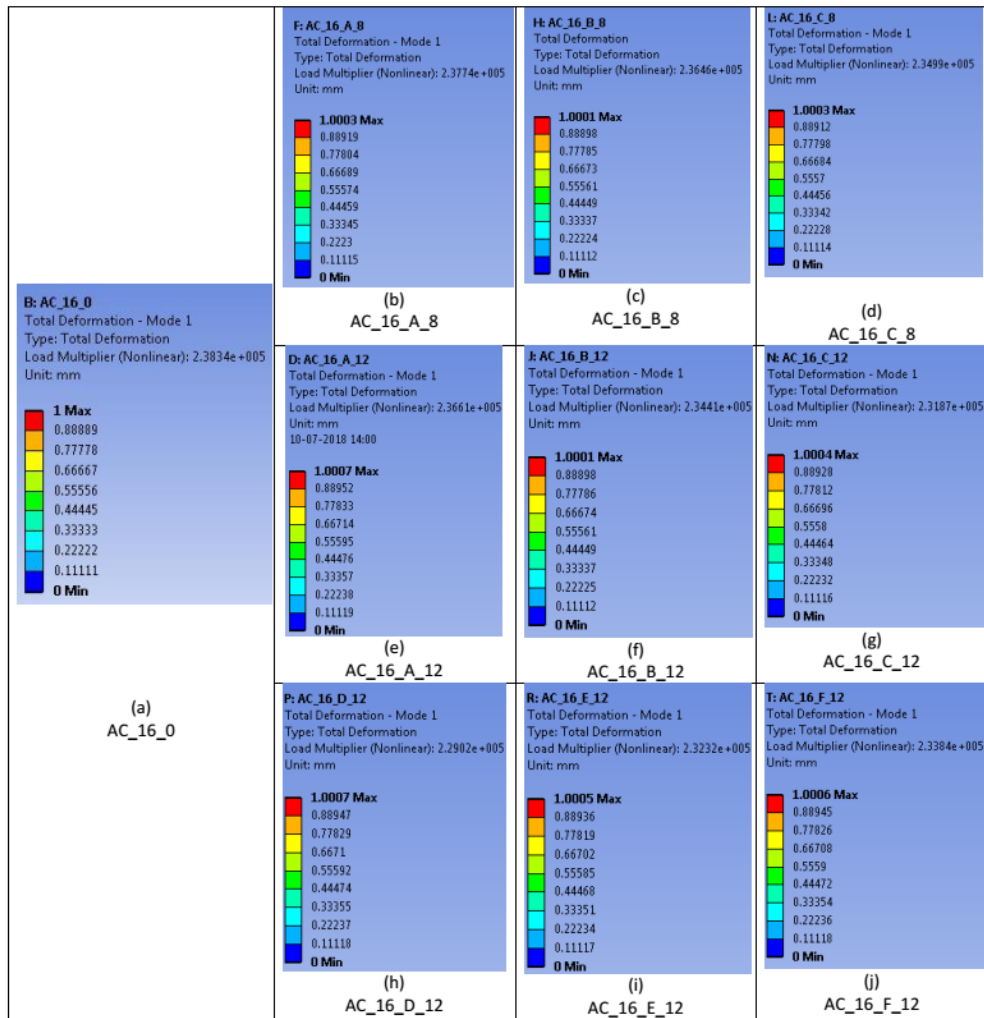 B: AC_16_0
Total Deformation - Mode 1
Type: Total Deformation
Load Multiplier (Nonlinear): 2.3834e+005
Unit: mm
1 Max
0.88889
0.77778
0.66667
0.55556
0.44445
0.33333
0.22222
0.11111
0 Min
(a)
AC_16_0
F: AC_16_A_8
Total Deformation - Mode 1
Type: Total Deformation
Load Multiplier (Nonlinear): 2.3774e+005
Unit: mm
1.0003 Max
0.88919
0.77804
0.66689
0.55574
0.44459
0.33345
0.2223
0.11115
0 Min
(b)
AC_16_A_8
H: AC_16_B_8
Total Deformation
Type: Total Deformation
Load Multiplier (Nonlinear): 2.3646e+005
Unit: mm
1.0001 Max
0.88898
0.77785
0.66673
0.55561
0.44449
0.33337
0.22224
0.11112
0 Min
(c)
AC_16_B_8
L: AC_16_C_8
Total Deformation - Mode 1
Type: Total Deformation
Load Multiplier (Nonlinear): 2.3499e+005
Unit: mm
1.0003 Max
0.88912
0.77798
0.66684
0.5557
0.44456
0.33342
0.22228
0.11114
0 Min
(d)
AC_16_C_8
D: AC_16_A_12
Total Deformation - Mode 1
Type: Total Deformation
Load Multiplier (Nonlinear): 2.3661e+005
Unit: mm
10-07-2018 14:00
1.0007 Max
0.88952
0.77833
0.66714
0.55595
0.44476
0.33357
0.22238
0.11119
0 Min
(e)
AC_16_A_12
J: AC_16_B_12
Total Deformation - Mode 1
Type: Total Deformation
Load Multiplier (Nonlinear): 2.3441e+005
Unit: mm
1.0001 Max
0.88898
0.77786
0.66674
0.55561
0.44449
0.33337
0.22225
0.11112
0 Min
(f)
AC_16_B_12
N: AC_16_C_12
Total Deformation - Mode 1
Type: Total Deformation
Load Multiplier (Nonlinear): 2.3187e+005
Unit: mm
1.0004 Max
0.88928
0.77812
0.66696
0.5558
0.44464
0.33348
0.22232
0.11116
0 Min
(g)
AC_16_C_12
P: AC_16_D_12
Total Deformation - Mode 1
Type: Total Deformation
Load Multiplier (Nonlinear): 2.2902e+005
Unit: mm
1.0007 Max
0.88947
0.77829
0.6671
0.55592
0.44474
0.33355
0.22237
0.11118
0 Min
(h)
AC_16_D_12
R: AC_16_E_12
Total Deformation - Mode 1
Type: Total Deformation
Load Multiplier (Nonlinear): 2.3232e+005
Unit: mm
1.0005 Max
0.88936
0.77819
0.66702
0.55585
0.44468
0.33351
0.22234
0.11117
0 Min
(i)
AC_16_E_12
T: AC_16_F_12
Total Deformation - Mode 1
Type: Total Deformation
Load Multiplier (Nonlinear): 2.3384e+005
Unit: mm
1.0006 Max
0.88945
0.77826
0.66708
0.5559
0.44472
0.33354
0.22236
0.11118
0 Min
(j)
AC_16_F_12